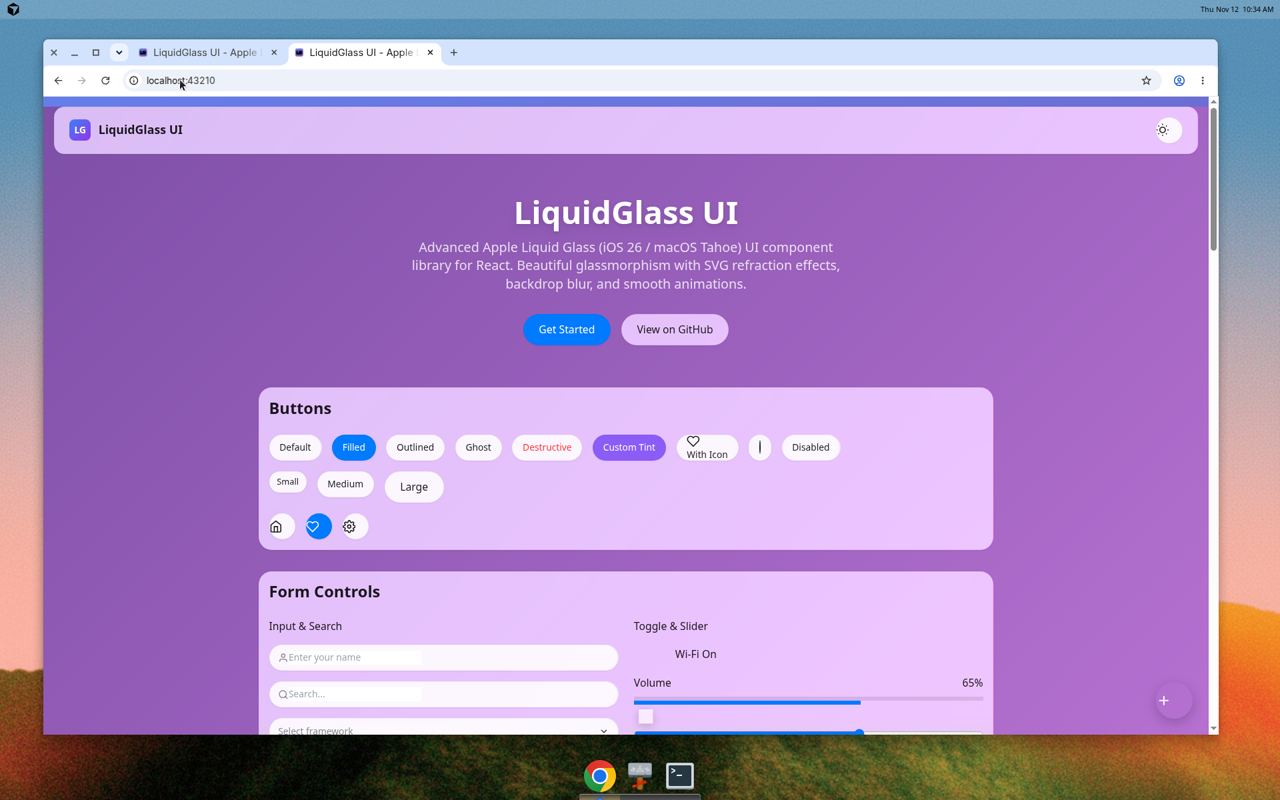 Thu Nov 12 10:34 AM
LiquidGlass UI - Apple
LiquidGlass UI - Apple
localhost:43210
LG LiquidGlass UI
LiquidGlass UI
Advanced Apple Liquid Glass (iOS 26 / macOS Tahoe) UI component
library for React. Beautiful glassmorphism with SVG refraction effects,
backdrop blur, and smooth animations.
Get Started
View on GitHub
Buttons
Default
Filled
Outlined
Ghost
Destructive
Custom Tint
With Icon
Disabled
Small
Medium
Large
Form Controls
Input & Search
Enter your name
Search...
Select framework
Toggle & Slider
Wi-Fi On
Volume 65%